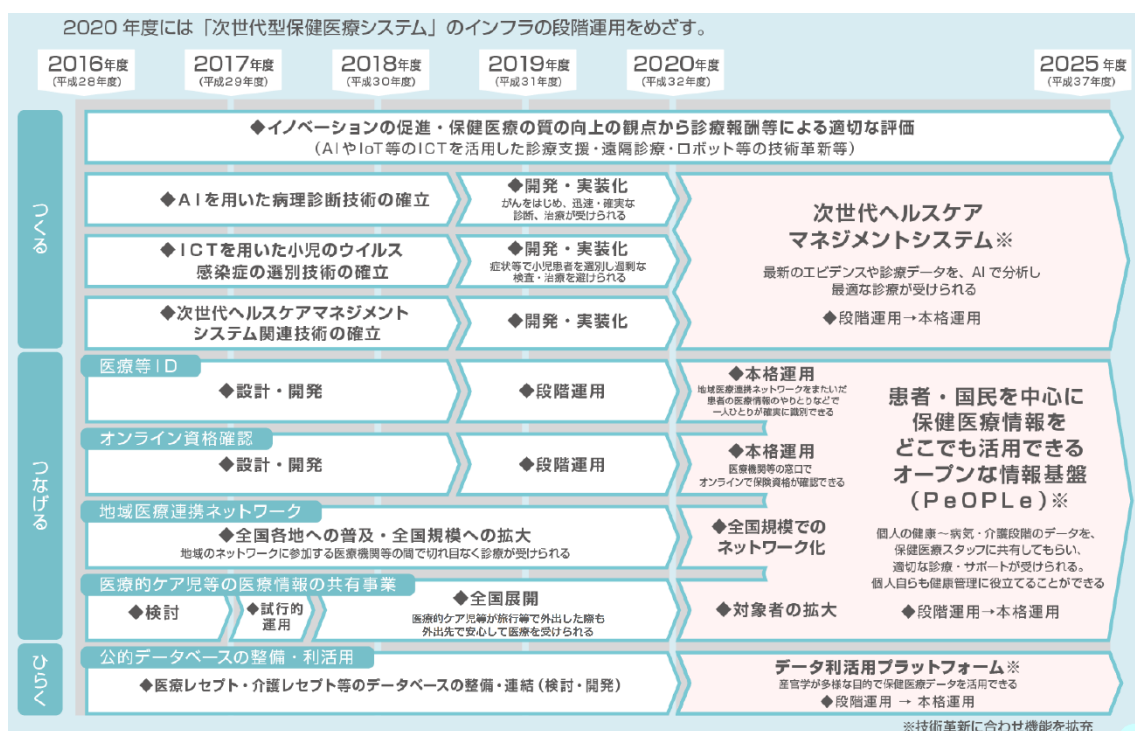 2020年度には「次世代型保健医療システム」のインフラの段階運用をめざす。
2016年度
(平成28年度)
2017年度
(平成29年度)
2018年度
(平成30年度)
2019年度
(平成31年度)
2020年度
(平成32年度)
2025年度
(平成37年度)
つくる
◆イノベーションの促進・保健医療の質の向上の観点から診療報酬等による適切な評価
(AIやIoT等のICTを活用した診療支援・遠隔診療・ロボット等の技術革新等)
◆AIを用いた病理診断技術の確立
◆開発・実装化
がんをはじめ、迅速・確実な
診断、治療が受けられる
◆ICTを用いた小児のウイルス
感染症の選別技術の確立
◆開発・実装化
症状等で小児患者を選別し過剰な
検査・治療を避けられる
◆次世代ヘルスケアマネジメント
システム関連技術の確立
◆開発・実装化
次世代ヘルスケア
マネジメントシステム※
最新のエビデンスや診療データを、AIで分析し
最適な診療が受けられる
◆段階運用→本格運用
つなげる
医療等ID
◆設計・開発
◆段階運用
◆本格運用
地域医療連携ネットワークをまたいだ
患者の医療情報のやりとりなどで
一人ひとりが確実に識別できる
オンライン資格確認
◆設計・開発
◆段階運用
◆本格運用
医療機関等の窓口で
オンラインで保険資格が確認できる
地域医療連携ネットワーク
◆全国各地への普及・全国規模への拡大
地域のネットワークに参加する医療機関等の間で切れ目なく診療が受けられる
◆全国規模での
ネットワーク化
医療的ケア児等の医療情報の共有事業
◆検討
◆試行的
運用
◆全国展開
医療的ケア児等が旅行等で外出した際も
外出先で安心して医療を受けられる
◆対象者の拡大
患者・国民を中心に
保健医療情報を
どこでも活用できる
オープンな情報基盤
(PeOPLe)※
個人の健康～病気・介護段階のデータを、
保健医療スタッフに共有してもらい、
適切な診療・サポートが受けられる。
個人自らも健康管理に役立てることができる
◆段階運用→本格運用
ひらく
公的データベースの整備・利活用
◆医療レセプト・介護レセプト等のデータベースの整備・連結(検討・開発)
データ利活用プラットフォーム※
産官学が多様な目的で保健医療データを活用できる
◆段階運用 → 本格運用
※技術革新に合わせ機能を拡充